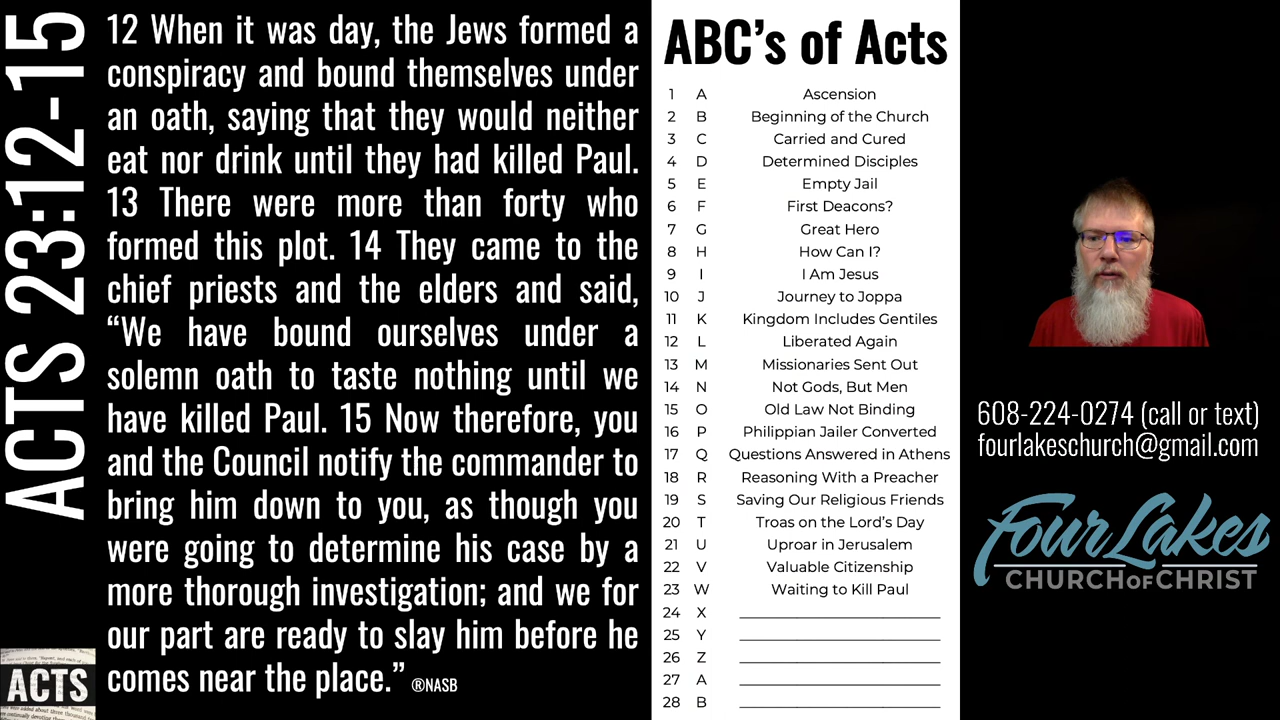 ACTS 23:12-15
12 When it was day, the Jews formed a
conspiracy and bound themselves under
an oath, saying that they would neither
eat nor drink until they had killed Paul.
13 There were more than forty who
formed this plot. 14 They came to the
chief priests and the elders and said,
“We have bound ourselves under a
solemn oath to taste nothing until we
have killed Paul. 15 Now therefore, you
and the Council notify the commander to
bring him down to you, as though you
were going to determine his case by a
more thorough investigation; and we for
our part are ready to slay him before he
comes near the place.” ®NASB
ACTS
ABC’s of Acts
1 A Ascension
2 B Beginning of the Church
3 C Carried and Cured
4 D Determined Disciples
5 E Empty Jail
6 F First Deacons?
7 G Great Hero
8 H How Can I?
9 I I Am Jesus
10 J Journey to Joppa
11 K Kingdom Includes Gentiles
12 L Liberated Again
13 M Missionaries Sent Out
14 N Not Gods, But Men
15 O Old Law Not Binding
16 P Philippian Jailer Converted
17 Q Questions Answered in Athens
18 R Reasoning With a Preacher
19 S Saving Our Religious Friends
20 T Troas on the Lord’s Day
21 U Uproar in Jerusalem
22 V Valuable Citizenship
23 W Waiting to Kill Paul
24 X
25 Y
26 Z
27 A
28 B
608-224-0274 (call or text)
fourlakeschurch@gmail.com
Four Lakes
CHURCH OF CHRIST